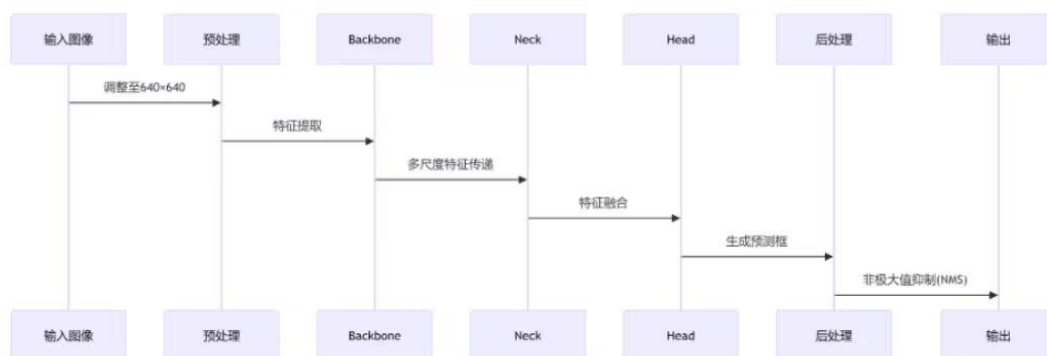 输入图像 预处理 Backbone Neck Head 后处理 输出
调整至640×640
特征提取
多尺度特征传递
特征融合
生成预测框
非极大值抑制(NMS)
输入图像 预处理 Backbone Neck Head 后处理 输出